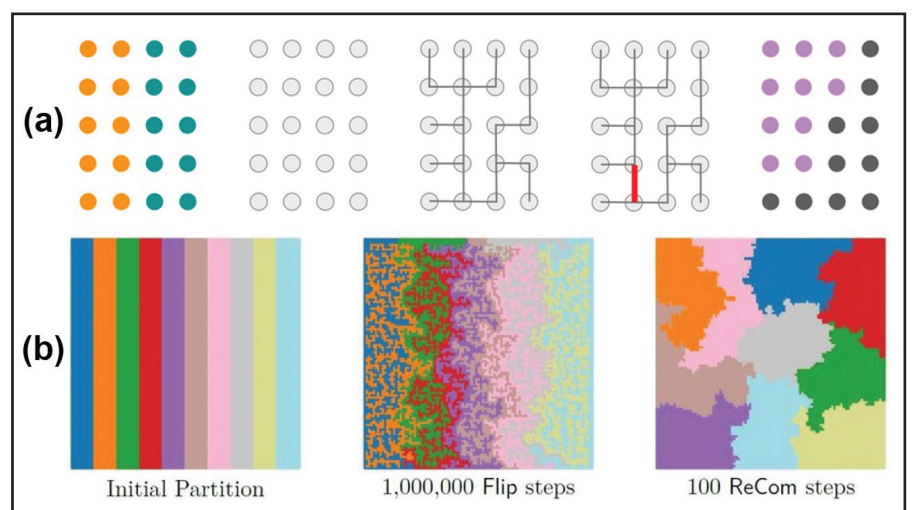 (a)
(b)
Initial Partition
1,000,000 Flip steps
100 ReCom steps